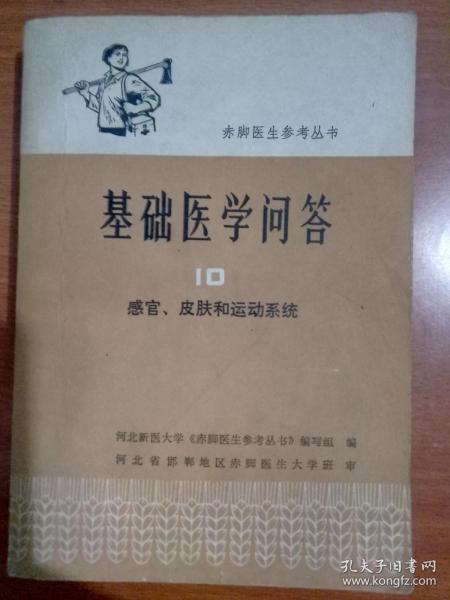 赤脚医生参考丛书
基础医学问答
10
感官、皮肤和运动系统
河北新医大学《赤脚医生参考丛书》编写组 编
河北省邯郸地区赤脚医生大学班 审
孔夫子旧书网
www.kongfz.com